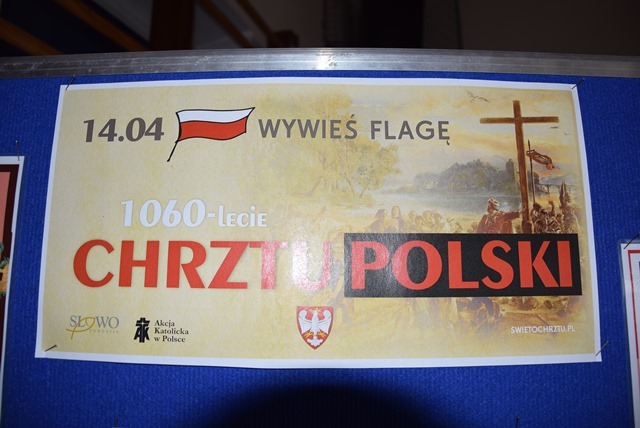 14.04 WYWIEŚ FLAGĘ
1060-LECIE
CHRZTU POLSKI
SŁOWO
Akcja
Katolicka
w Polsce
SWIETOCHRZTU.PL